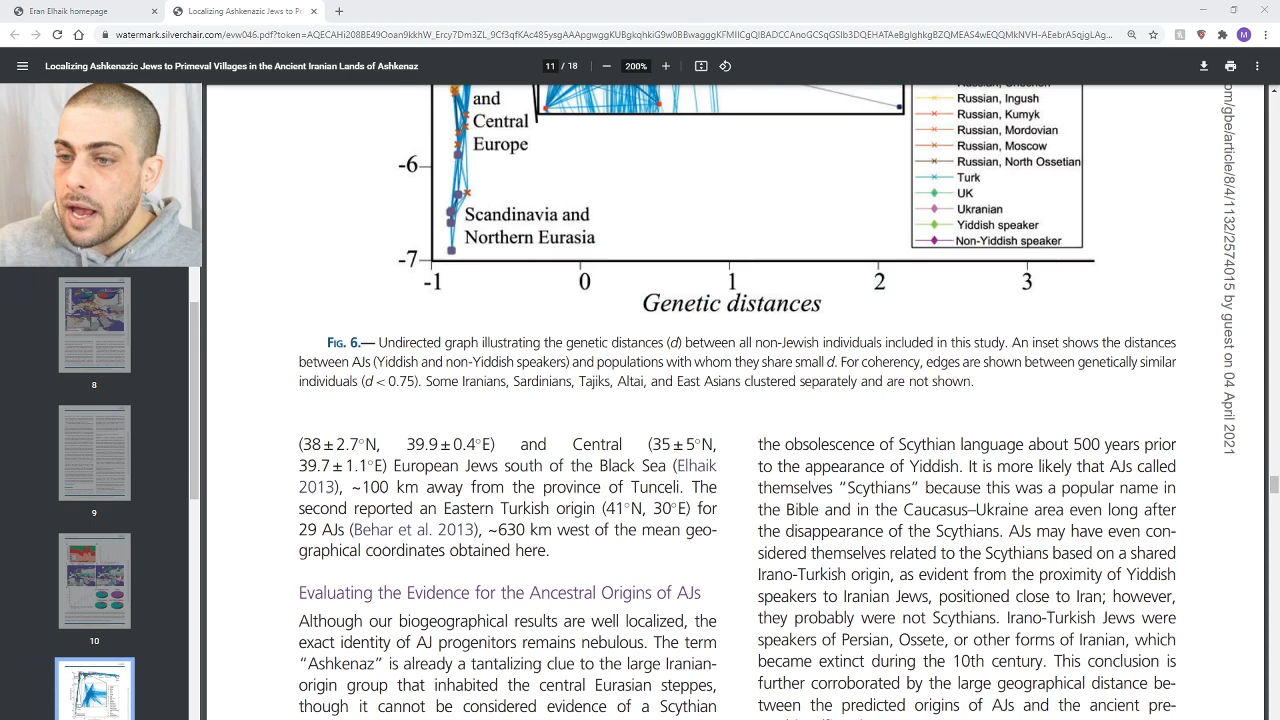 Eran Elhaik homepage
Localizing Ashkenazic Jews to Pri
Localizing Ashkenazic Jews to Primeval Villages in the Ancient Iranian Lands of Ashkenaz
11 / 18
200%
and
Central
Europe
-6
Scandinavia and
Northern Eurasia
-7
-1 0 1 2 3
Genetic distances
Russian, Ingush
Russian, Kumyk
Russian, Mordovian
Russian, Moscow
Russian, North Ossetian
Turk
UK
Ukranian
Yiddish speaker
Non-Yiddish speaker
om/gbe/article/8/4/1132/2574015 by guest on 04 April 2021
FIG. 6.— Undirected graph illustrating the genetic distances (d) between all non-Jewish individuals included in this study. An inset shows the distances
between AJs (Yiddish and non-Yiddish speakers) and populations with whom they share small d. For coherency, edges are shown between genetically similar
individuals (d < 0.75). Some Iranians, Sardinians, Tajiks, Altai, and East Asians clustered separately and are not shown.
(38 ± 2.7°N, 39.9 ± 0.4°E) and Central (35 ± 5°N,
39.7 ± 1.1°E) European Jews south of the Black Sea (Elhaik
2013), ~100 km away from the province of Tunceli. The
second reported an Eastern Turkish origin (41°N, 30°E) for
29 AJs (Behar et al. 2013), ~630 km west of the mean geo-
graphical coordinates obtained here.
Evaluating the Evidence for the Ancestral Origins of AJs
Although our biogeographical results are well localized, the
exact identity of AJ progenitors remains nebulous. The term
“Ashkenaz” is already a tantalizing clue to the large Iranian-
origin group that inhabited the central Eurasian steppes,
though it cannot be considered evidence of a Scythian
the obsolescence of Scythian language about 500 years prior
to the appearance of Yiddish. It is more likely that AJs called
themselves “Scythians” because this was a popular name in
the Bible and in the Caucasus–Ukraine area even long after
the disappearance of the Scythians. AJs may have even con-
sidered themselves related to the Scythians based on a shared
Irano-Turkish origin, as evident from the proximity of Yiddish
speakers to Iranian Jews, positioned close to Iran; however,
they probably were not Scythians. Irano-Turkish Jews were
speakers of Persian, Ossete, or other forms of Iranian, which
became extinct during the 10th century. This conclusion is
further corroborated by the large geographical distance be-
tween the predicted origins of AJs and the ancient pre-
8
9
10